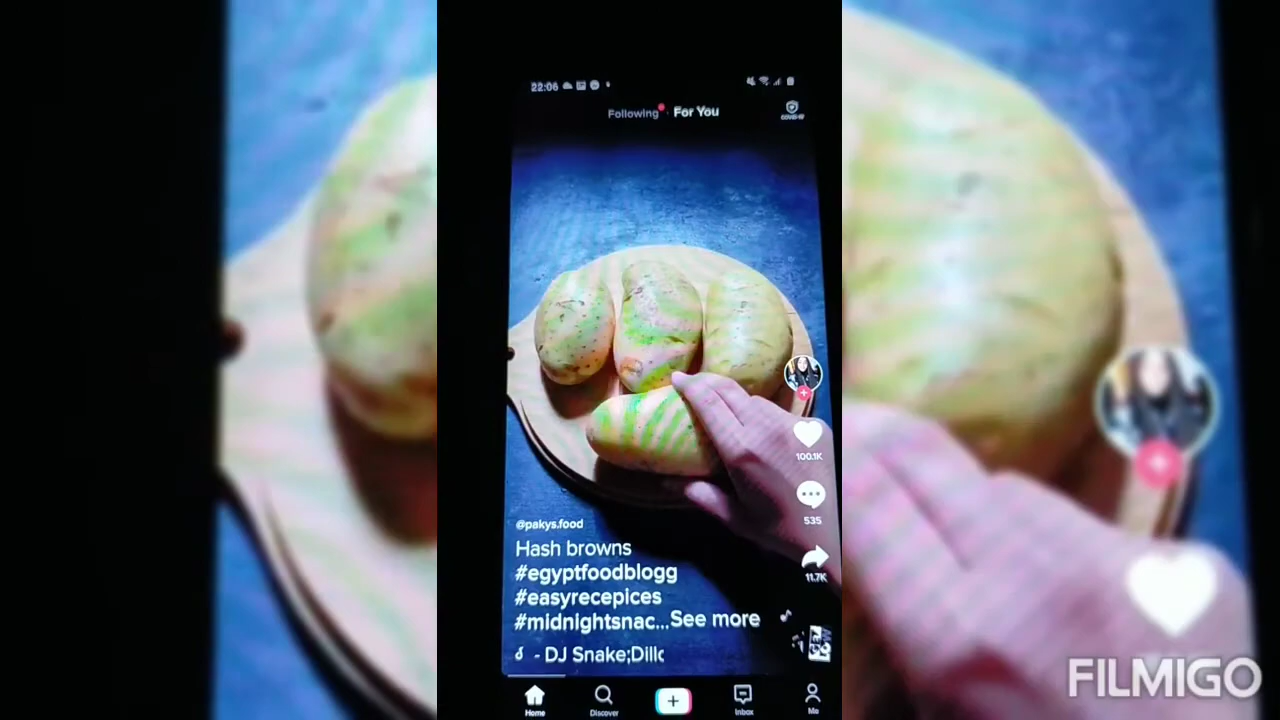 22:06
Following
For You
100.1K
535
11.7K
@pakys.food
Hash browns
#egyptfoodblogg
#easyrecepices
#midnightsnac...See more
- DJ Snake;Dillc
Home
Discover
Inbox
Me
FILMIGO